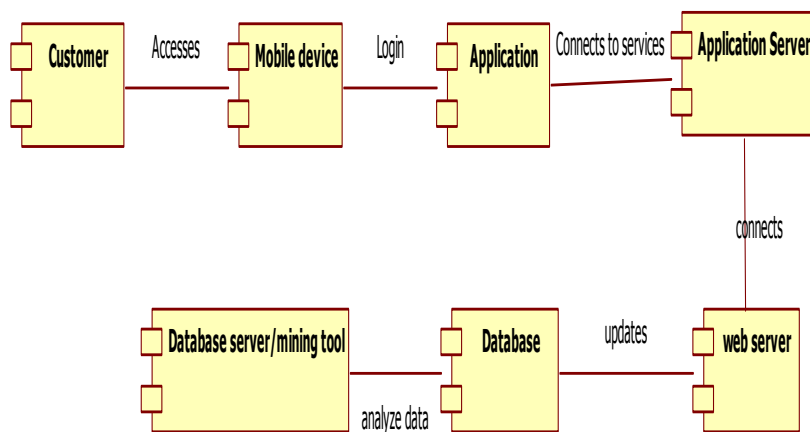 Customer
Accesses
Mobile device
Login
Application
Connects to services
Application Server
connects
Database server/mining tool
analyze data
Database
updates
web server